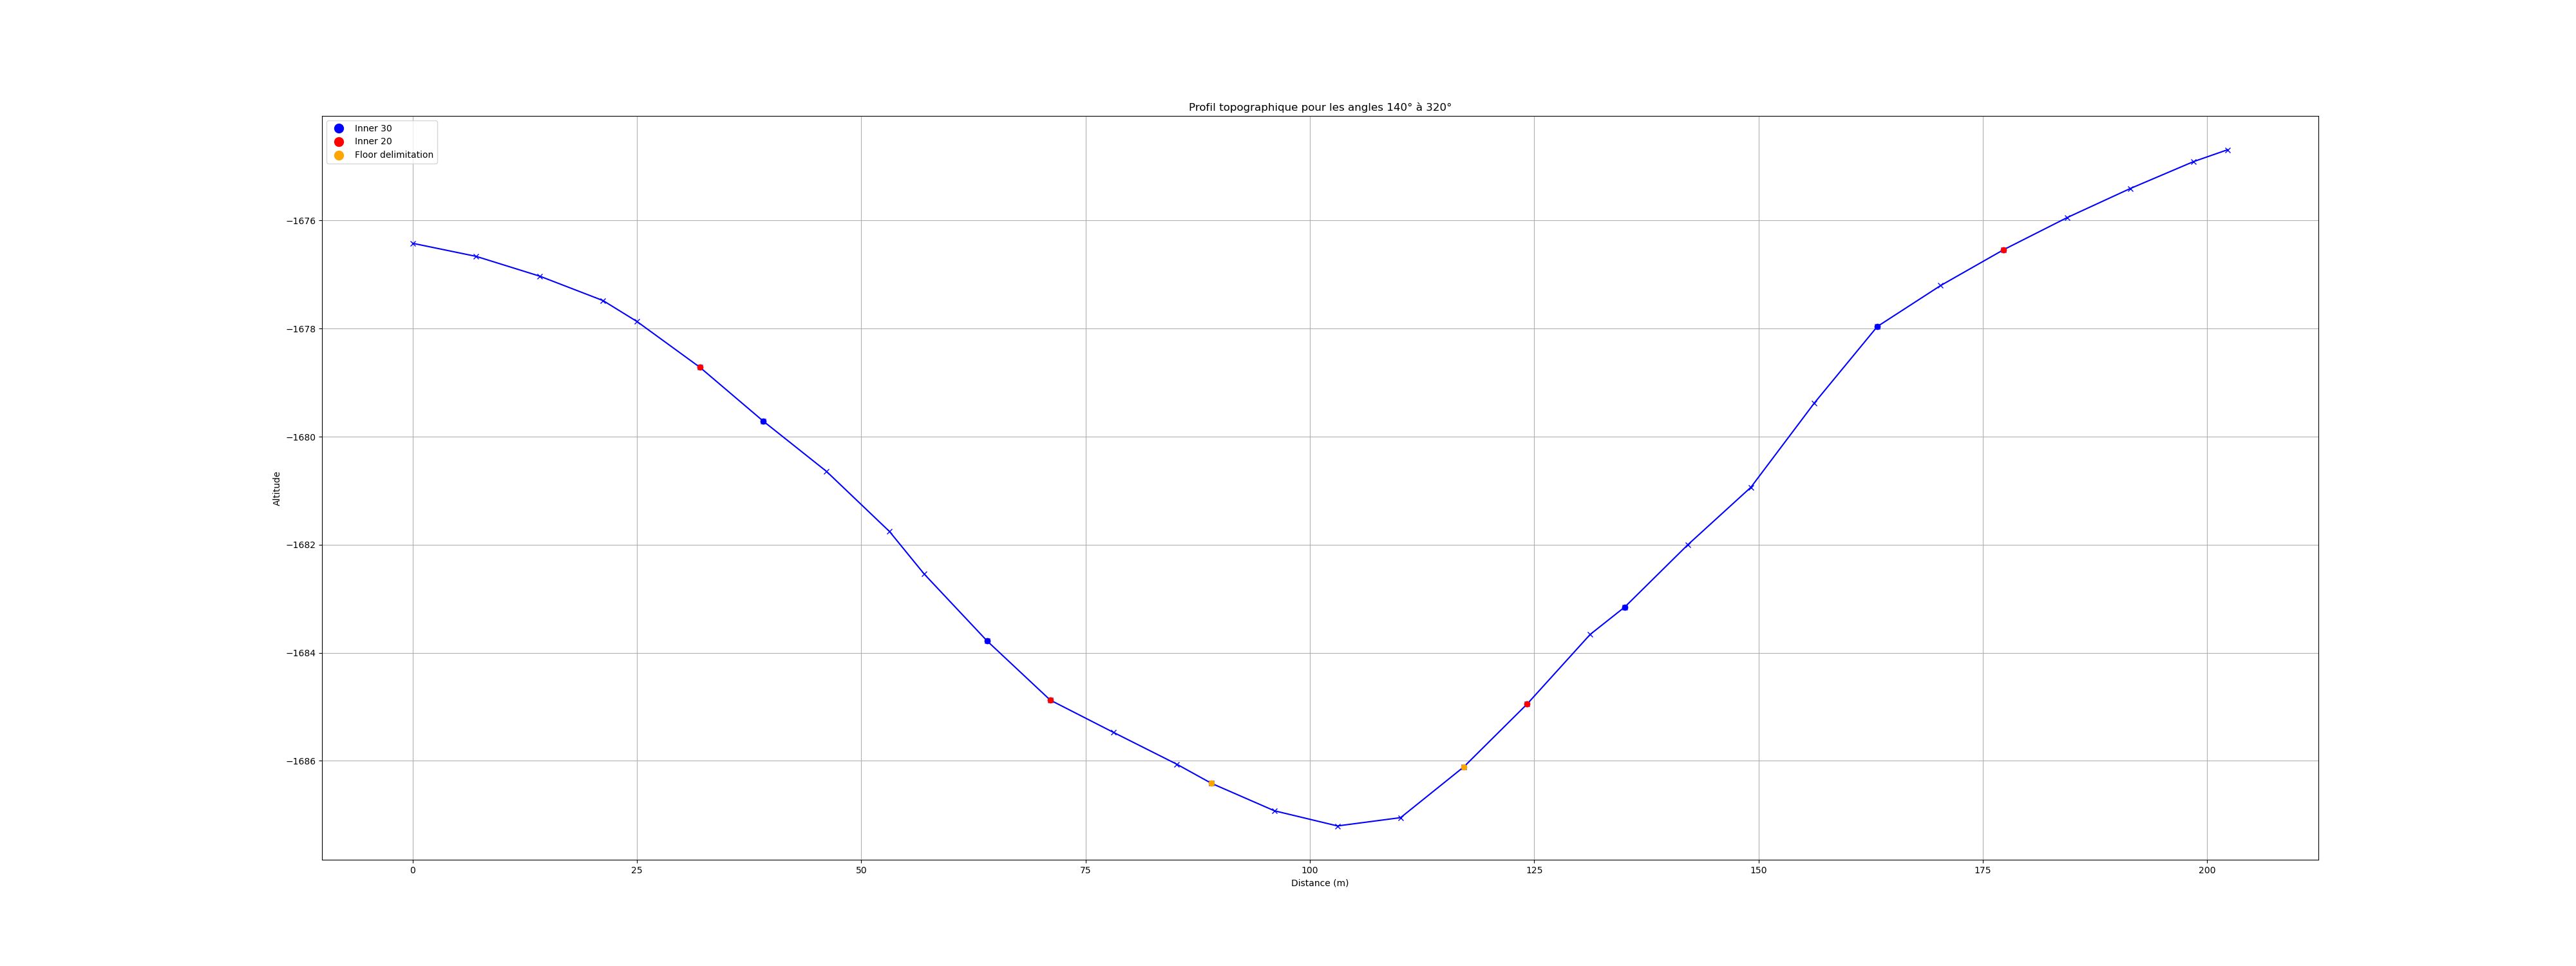 Profil topographique pour les angles 140° à 320°
Inner 30
Inner 20
Floor delimitation
Altitude
−1676
−1678
−1680
−1682
−1684
−1686
0 25 50 75 100 125 150 175 200
Distance (m)